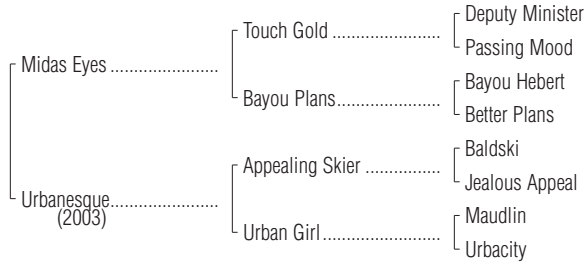 Deputy Minister
Touch Gold ....................
Passing Mood
Midas Eyes ....................
Bayou Hebert
Bayou Plans....................
Better Plans
Baldski
Appealing Skier ..............
Jealous Appeal
Urbanesque....................
(2003)
Maudlin
Urban Girl......................
Urbacity